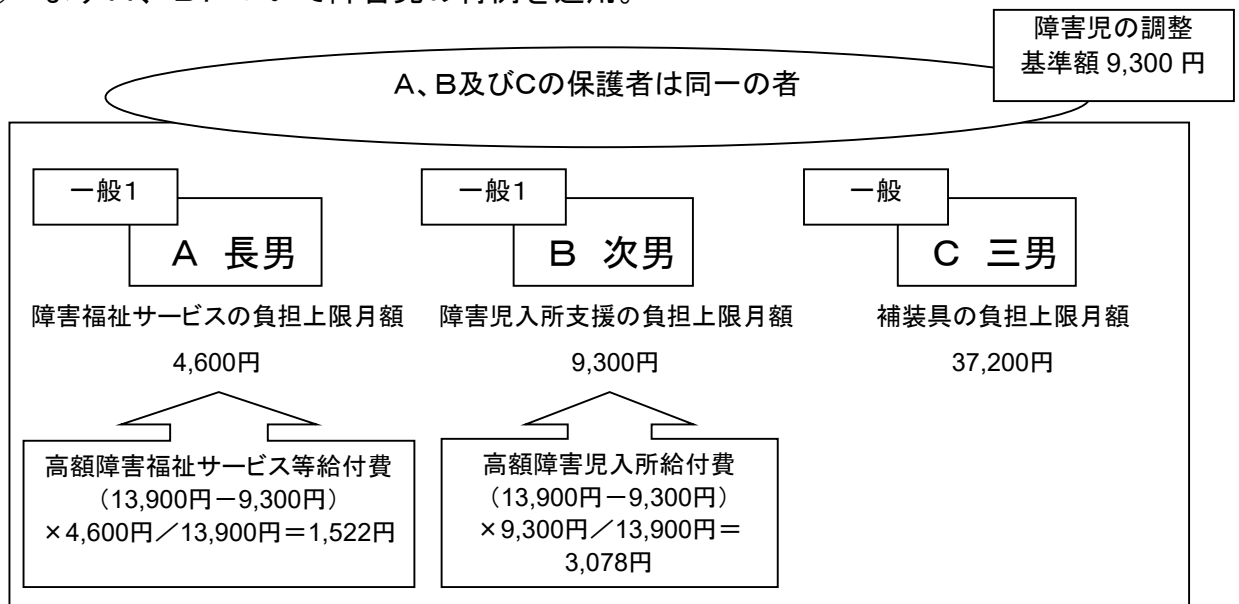 障害児の調整
基準額 9,300 円
A、B及びCの保護者は同一の者
一般1
A 長男
障害福祉サービスの負担上限月額
4,600円
高額障害福祉サービス等給付費
(13,900円-9,300円)
×4,600円/13,900円=1,522円
一般1
B 次男
障害児入所支援の負担上限月額
9,300円
高額障害児入所給付費
(13,900円-9,300円)
×9,300円/13,900円=
3,078円
一般
C 三男
補装具の負担上限月額
37,200円